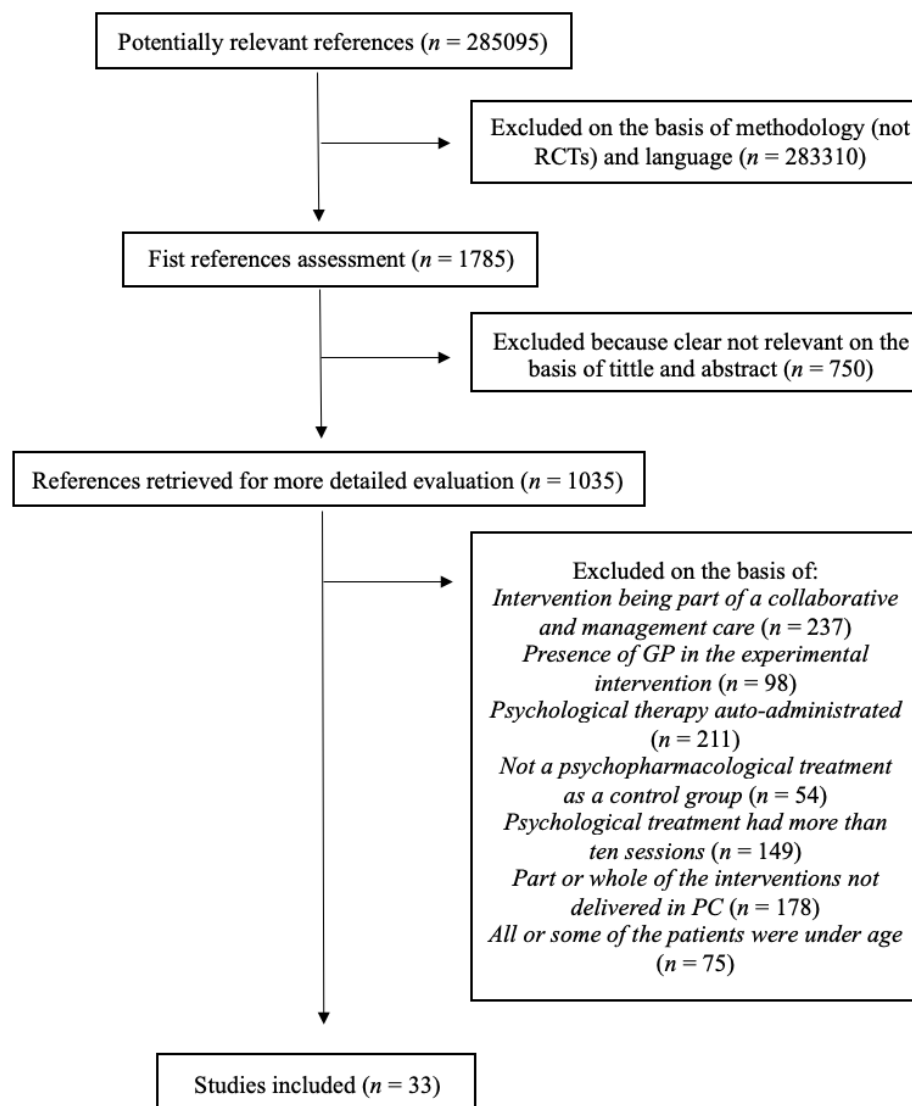 Potentially relevant references (n = 285095)
Excluded on the basis of methodology (not
RCTs) and language (n = 283310)
Fist references assessment (n = 1785)
Excluded because clear not relevant on the
basis of tittle and abstract (n = 750)
References retrieved for more detailed evaluation (n = 1035)
Excluded on the basis of:
Intervention being part of a collaborative
and management care (n = 237)
Presence of GP in the experimental
intervention (n = 98)
Psychological therapy auto-administrated
(n = 211)
Not a psychopharmacological treatment
as a control group (n = 54)
Psychological treatment had more than
ten sessions (n = 149)
Part or whole of the interventions not
delivered in PC (n = 178)
All or some of the patients were under age
(n = 75)
Studies included (n = 33)